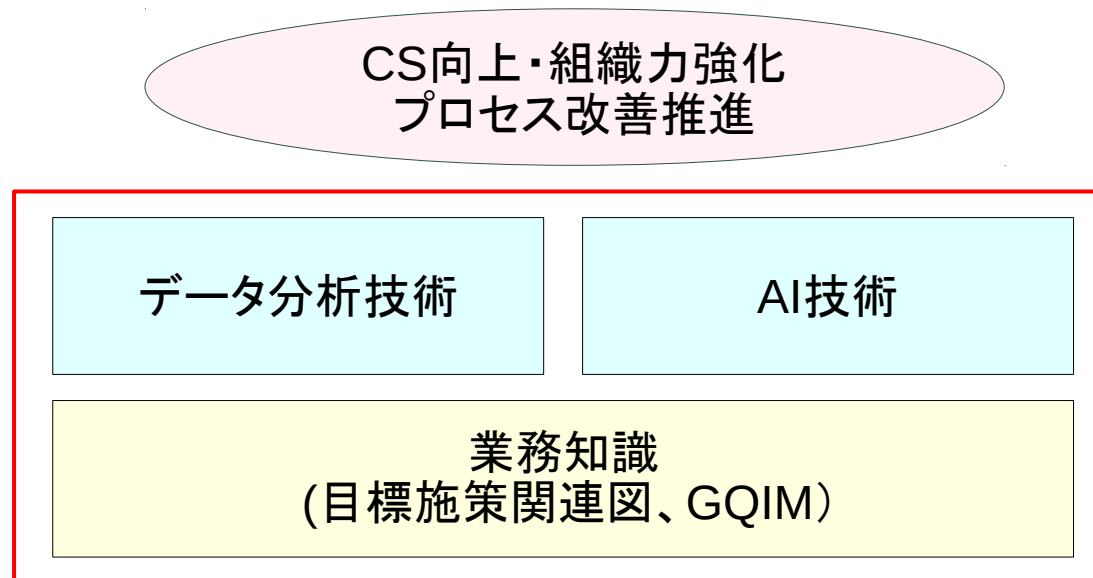 CS向上・組織力強化
プロセス改善推進
データ分析技術
AI技術
業務知識
(目標施策関連図、GQIM）